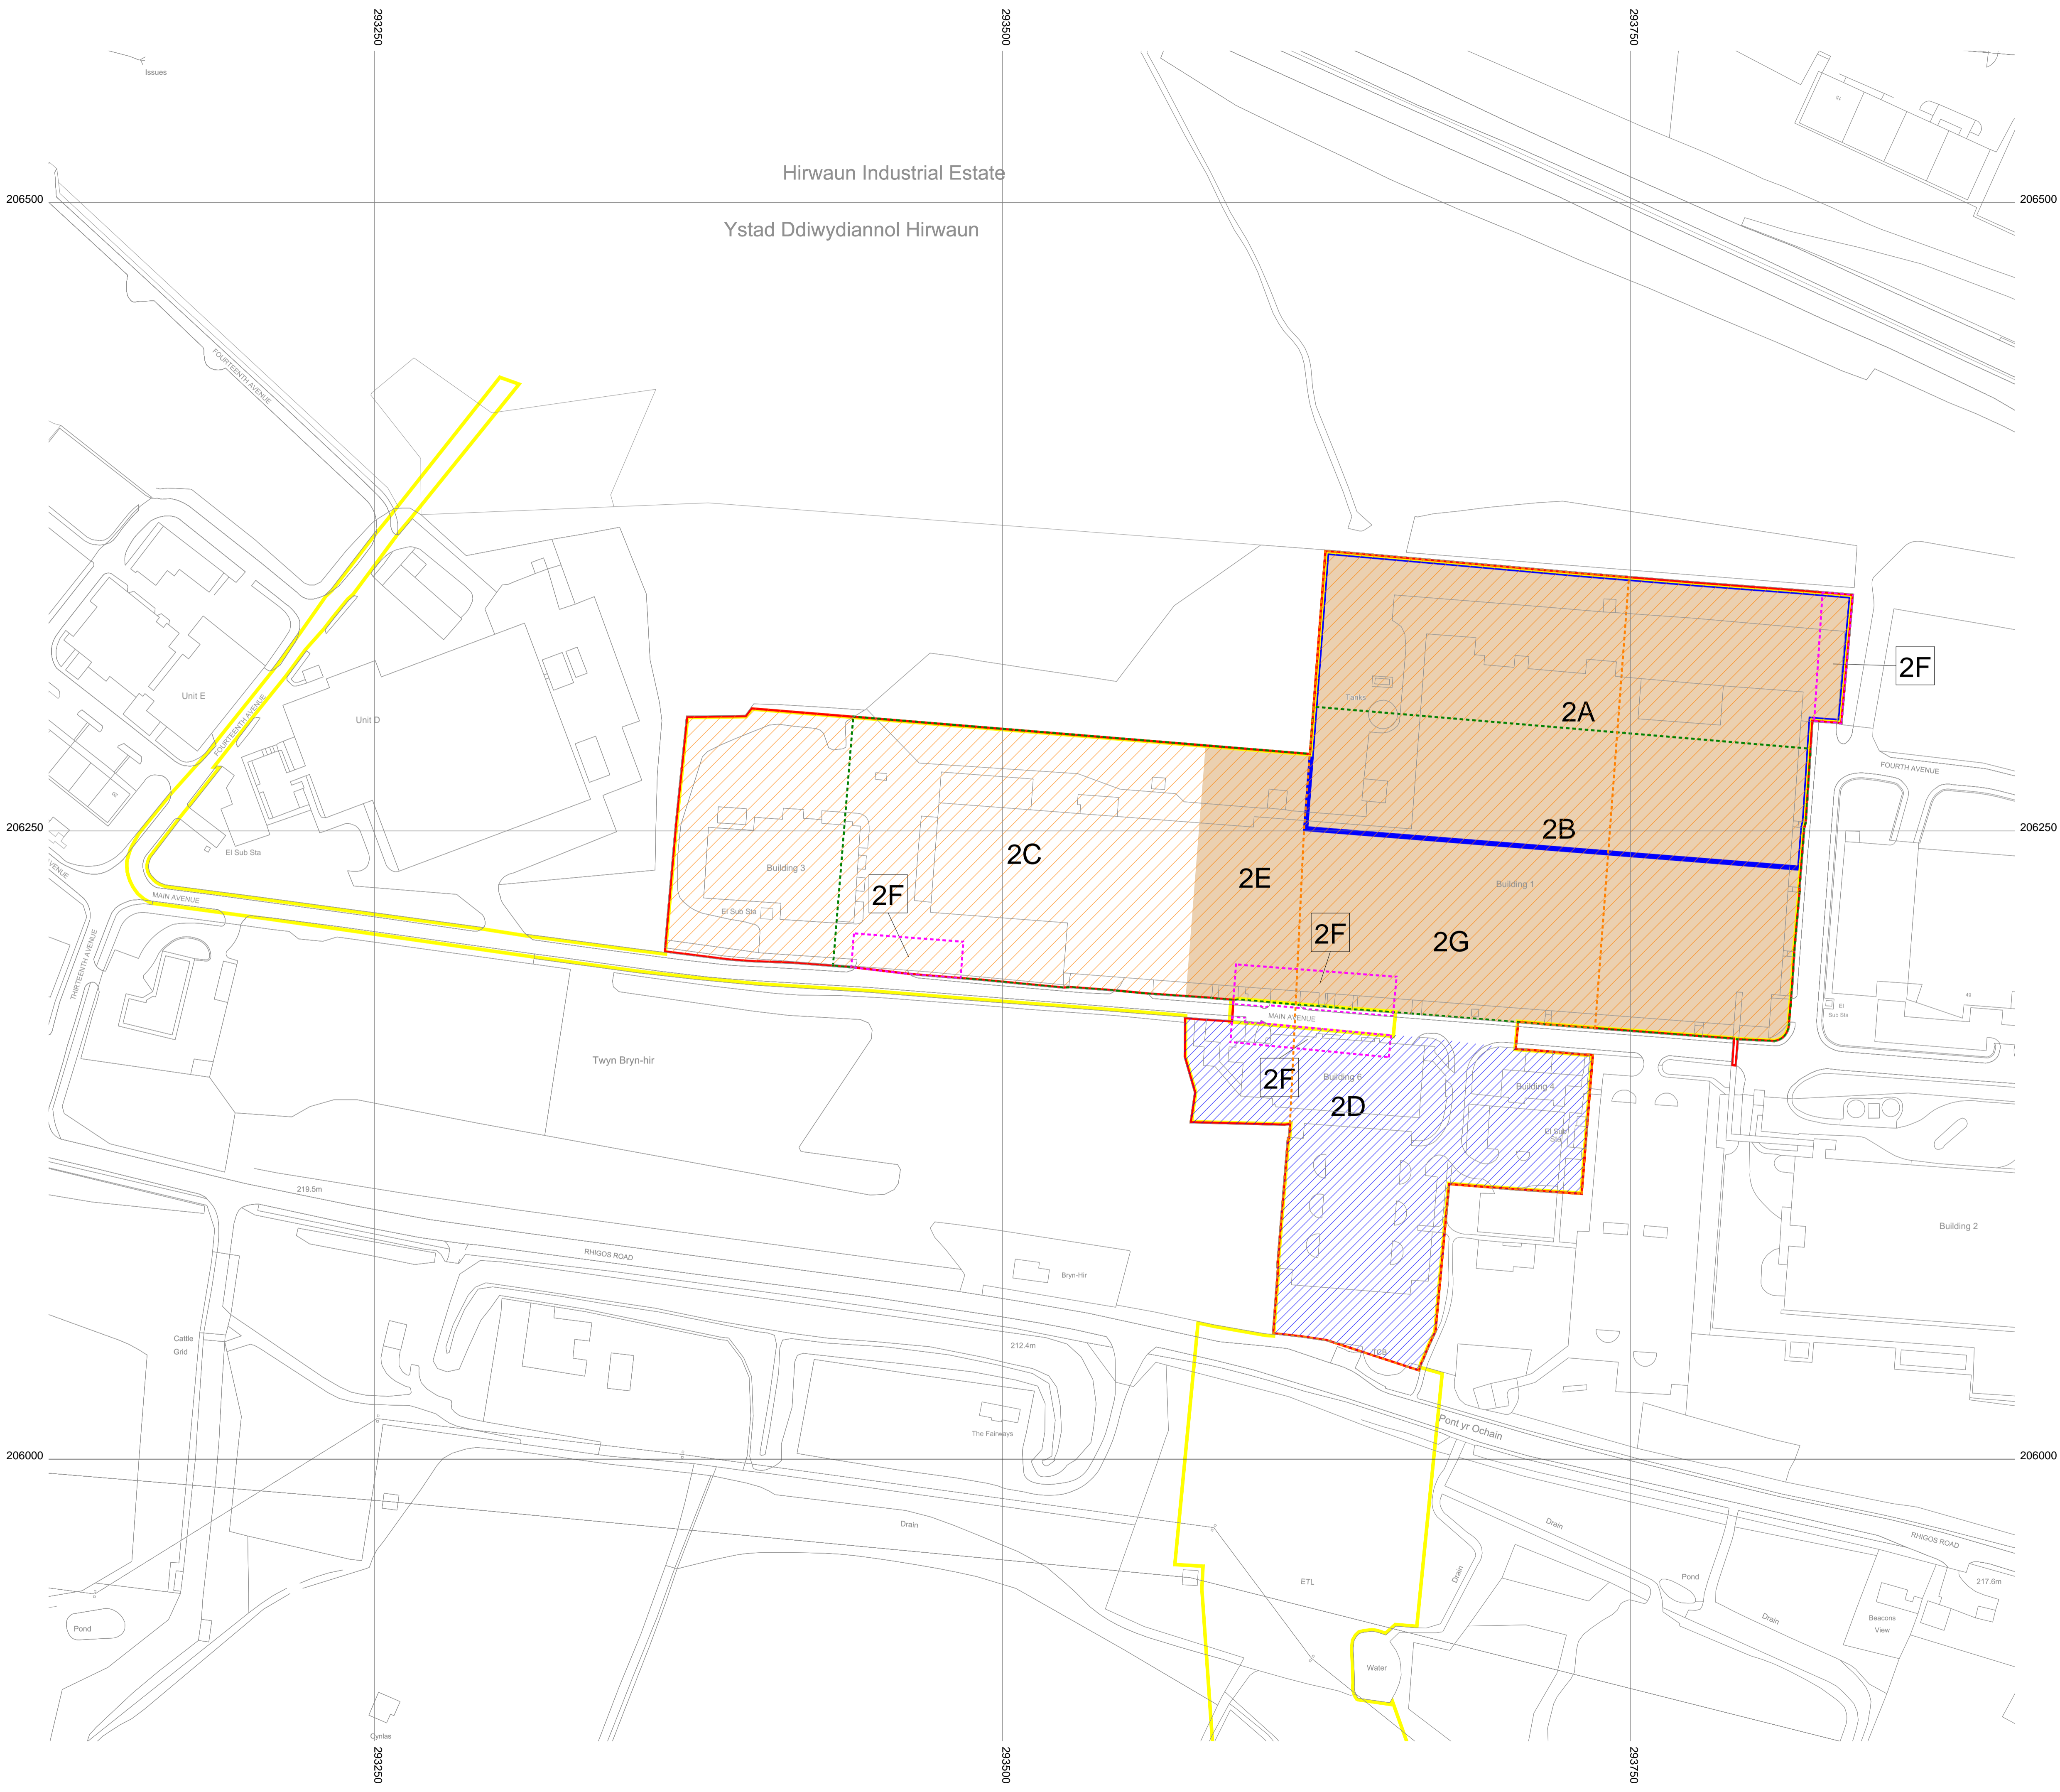 293250
293500
293750
Issues
Hirwaun Industrial Estate
206500
206500
Ystad Ddiwydiannol Hirwaun
FOURTEENTH AVENUE
2F
Unit E
Tanks
2A
Unit D
FOURTEENTH AVENUE
FOURTH AVENUE
206250
2B
206250
El Sub Sta
2C
Building 3
2E
Building 1
2F
MAIN AVENUE
El Sub Sta
2F
2G
THIRTEENTH AVENUE
El
Sub Sta
MAIN AVENUE
Twyn Bryn-hir
2F
Building 6
Building 4
2D
El Sub
Sta
219.5m
Building 2
RHIGOS ROAD
Bryn-Hir
Cattle
Grid
212.4m
TCB
Pont yr Ochain
The Fairways
206000
206000
Drain
Drain
RHIGOS ROAD
Drain
ETL
Pond
217.6m
Drain
Beacons
View
Pond
Water
Cynlas
293250
293500
293750